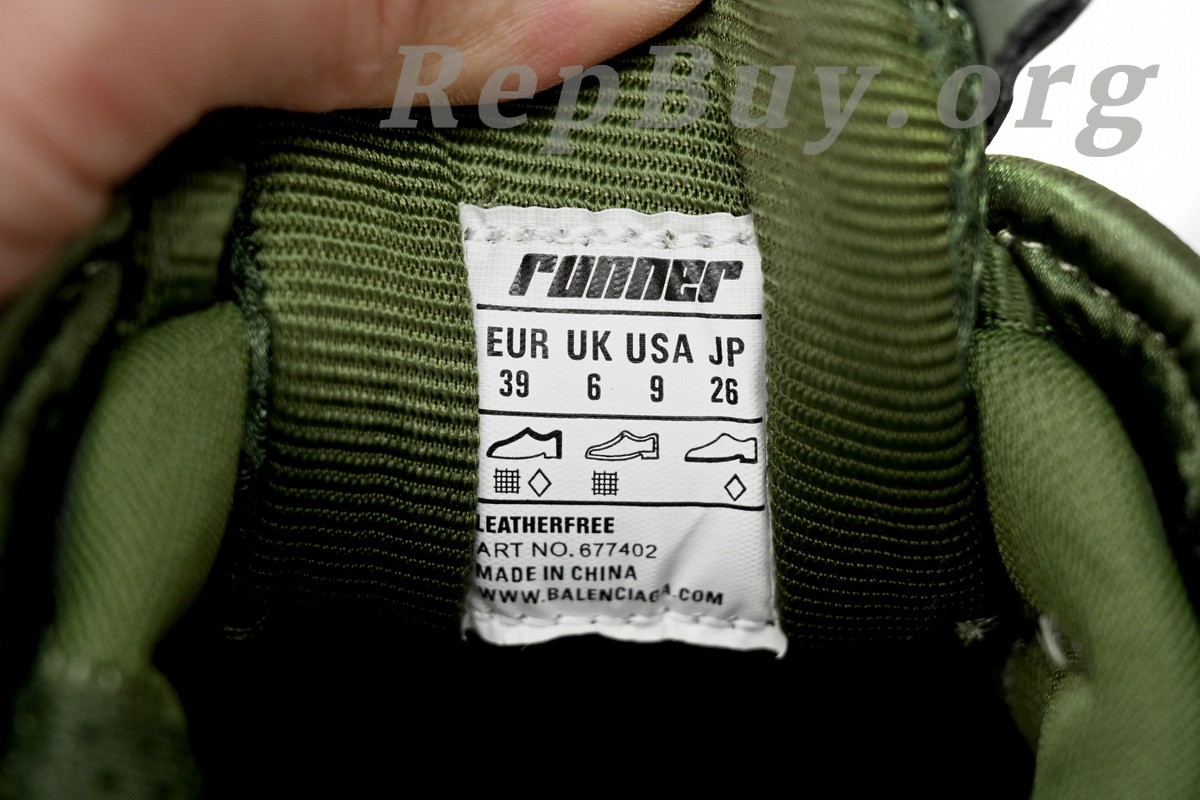 RepBuy.org
runner
EUR UK USA JP
39 6 9 26
LEATHERFREE
ART NO. 677402
MADE IN CHINA
WWW.BALENCIAGA.COM